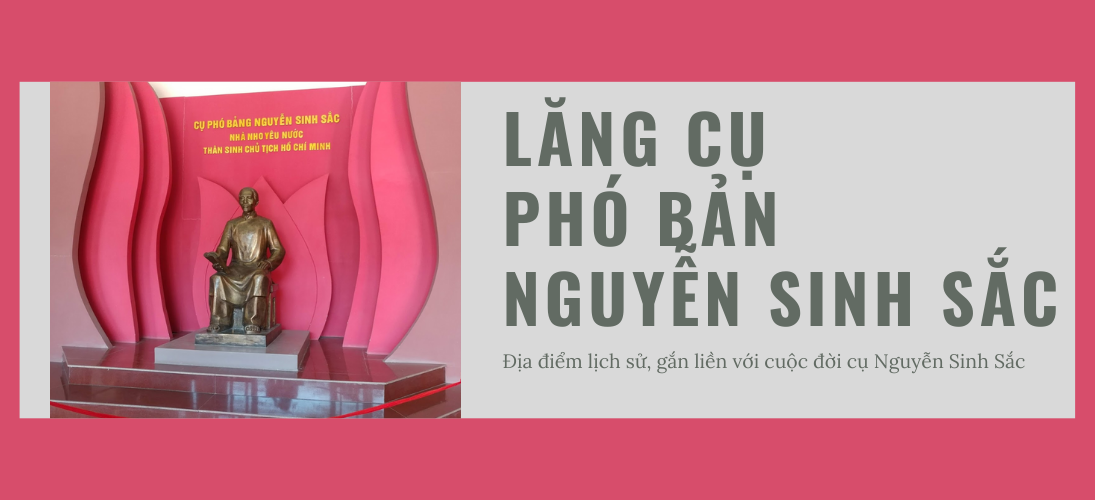 CỤ PHÓ BẢNG NGUYỄN SINH SẮC
NHÀ NHO YÊU NƯỚC
THÂN SINH CHỦ TỊCH HỒ CHÍ MINH
LĂNG CỤ
PHÓ BẢN
NGUYỄN SINH SẮC
Địa điểm lịch sử, gắn liền với cuộc đời cụ Nguyễn Sinh Sắc